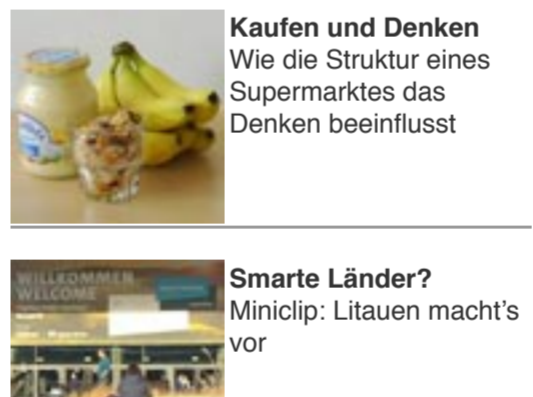 Kaufen und Denken
Wie die Struktur eines
Supermarktes das
Denken beeinflusst
WILLKOMMEN
WELCOME
Smarte Länder?
Miniclip: Litauen macht’s
vor